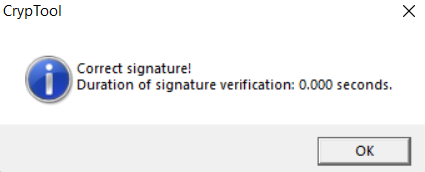 CrypTool
Correct signature!
Duration of signature verification: 0.000 seconds.
OK